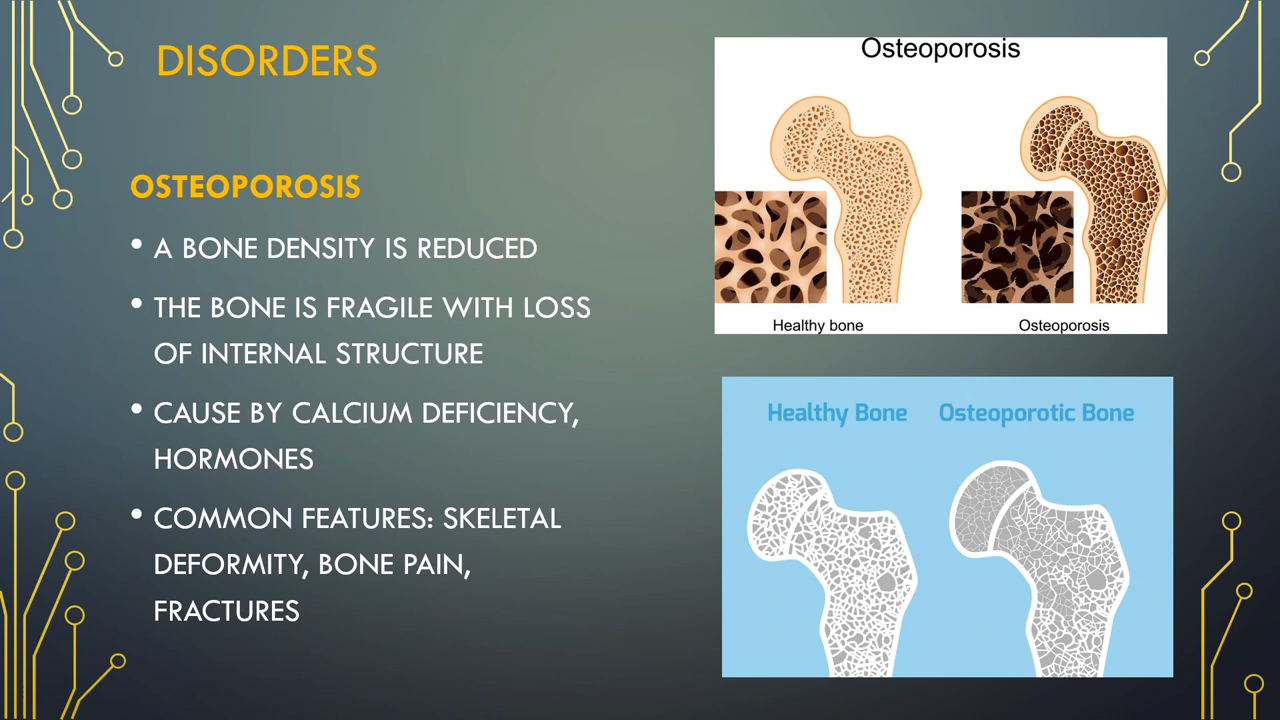 DISORDERS
OSTEOPOROSIS
• A BONE DENSITY IS REDUCED
• THE BONE IS FRAGILE WITH LOSS
OF INTERNAL STRUCTURE
• CAUSE BY CALCIUM DEFICIENCY,
HORMONES
• COMMON FEATURES: SKELETAL
DEFORMITY, BONE PAIN,
FRACTURES
Osteoporosis
Healthy bone
Osteoporosis
Healthy Bone
Osteoporotic Bone